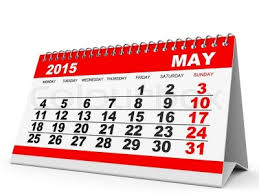 2015 MAY
MONDAY TUESDAY WEDNESDAY THURSDAY FRIDAY SATURDAY SUNDAY
1 2 3
4 5 6 7 8 9 10
11 12 13 14 15 16 17
18 19 20 21 22 23 24
25 26 27 28 29 30 31